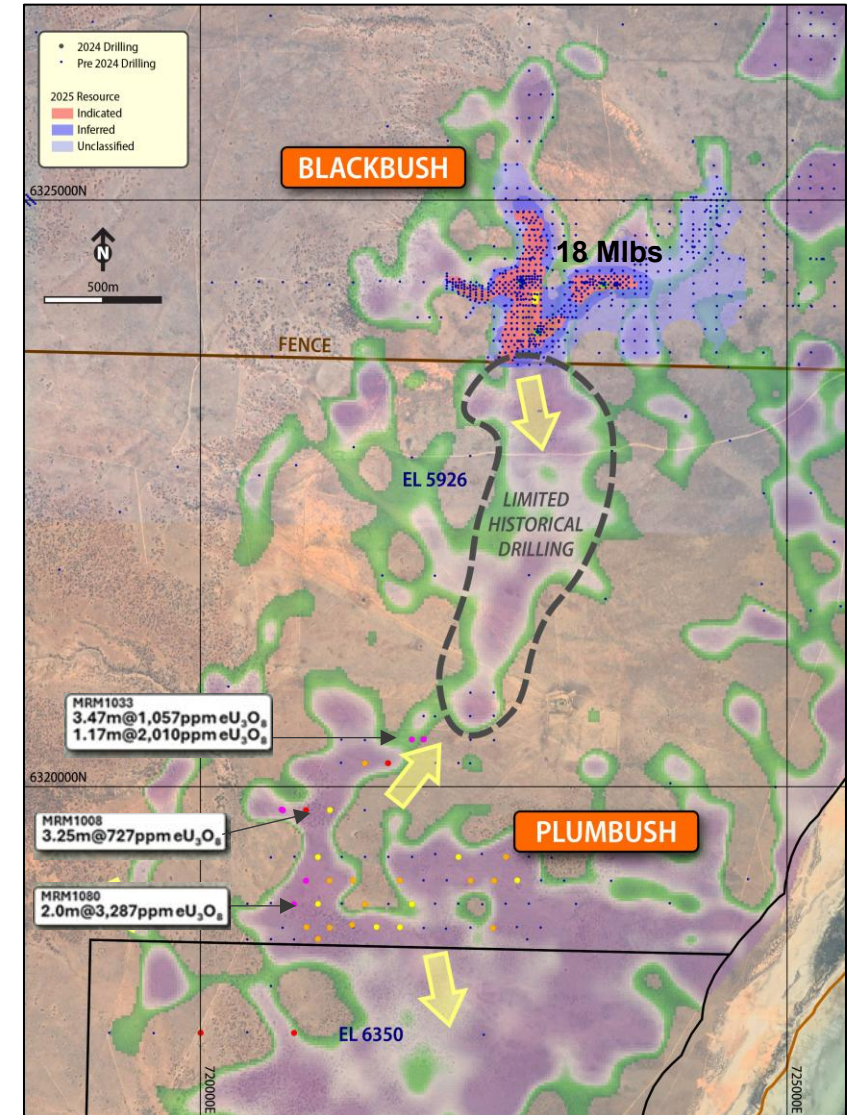 2024 Drilling
Pre 2024 Drilling
2025 Resource
Indicated
Inferred
Unclassified
BLACKBUSH
6325000N
N
18 Mlbs
500m
FENCE
EL 5926
LIMITED
HISTORICAL
DRILLING
MRM1033
3.47m@1,057ppm eU₃O₈
1.17m@2,010ppm eU₃O₈
6320000N
MRM1008
3.25m@727ppm eU₃O₈
PLUMBUSH
MRM1080
2.0m@3,287ppm eU₃O₈
EL 6350
720000E
725000E